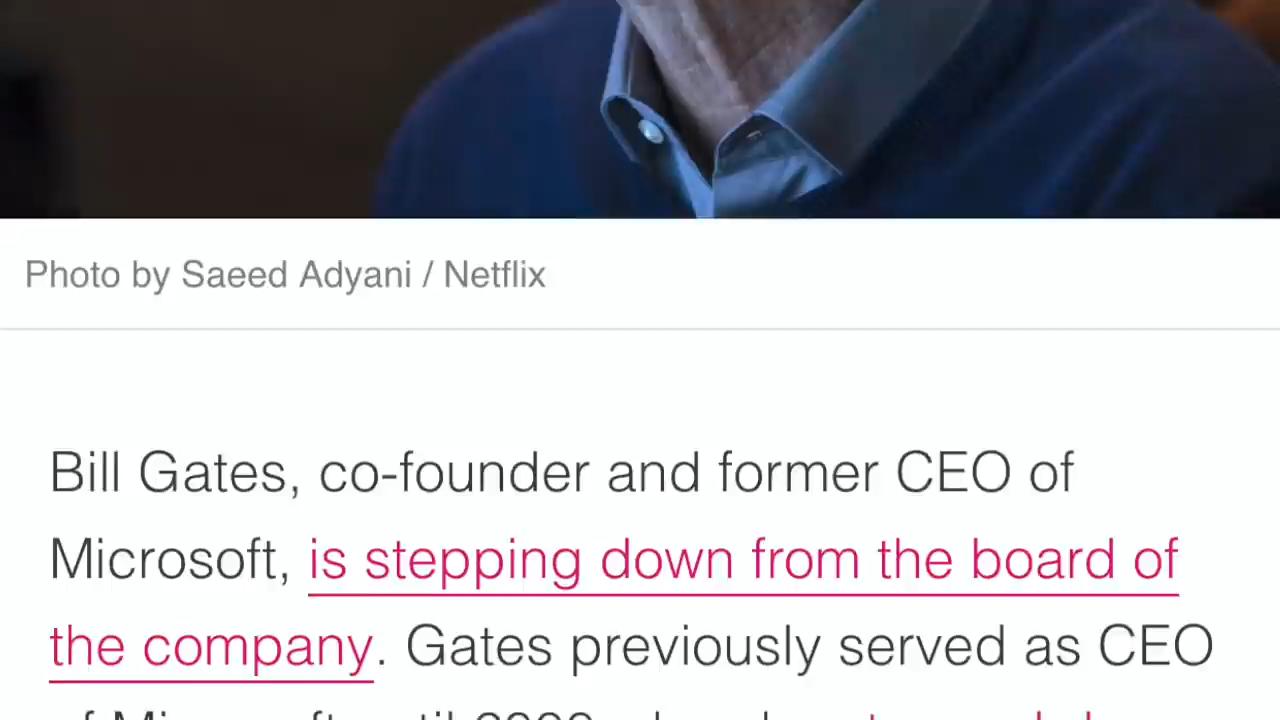 Photo by Saeed Adyani / Netflix
Bill Gates, co-founder and former CEO of
Microsoft, is stepping down from the board of
the company. Gates previously served as CEO